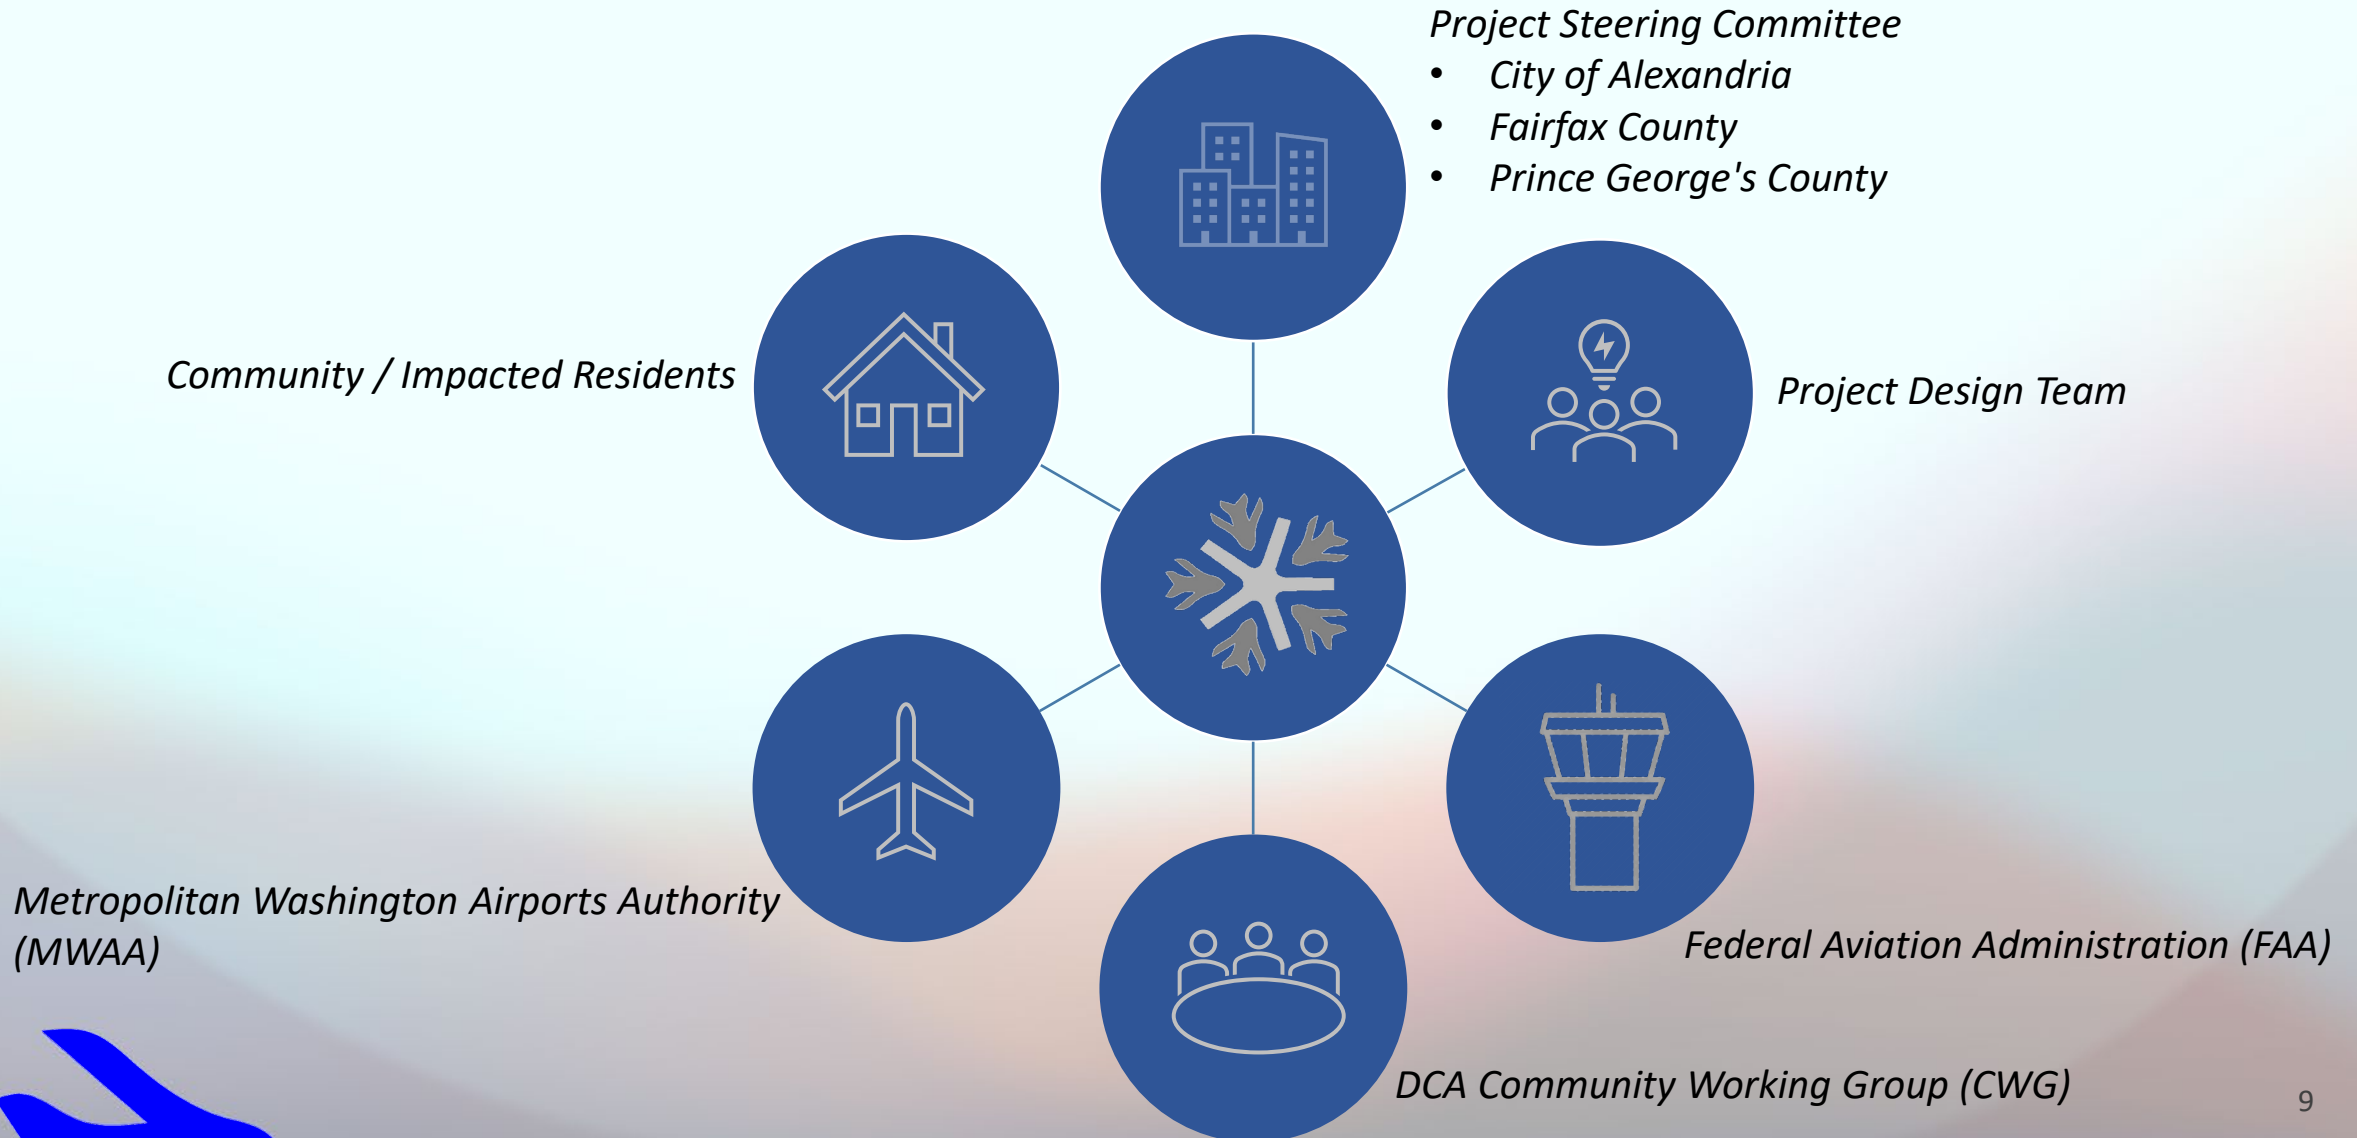 Project Steering Committee
• City of Alexandria
• Fairfax County
• Prince George's County
Community / Impacted Residents
Project Design Team
Metropolitan Washington Airports Authority
(MWAA)
Federal Aviation Administration (FAA)
DCA Community Working Group (CWG)
9